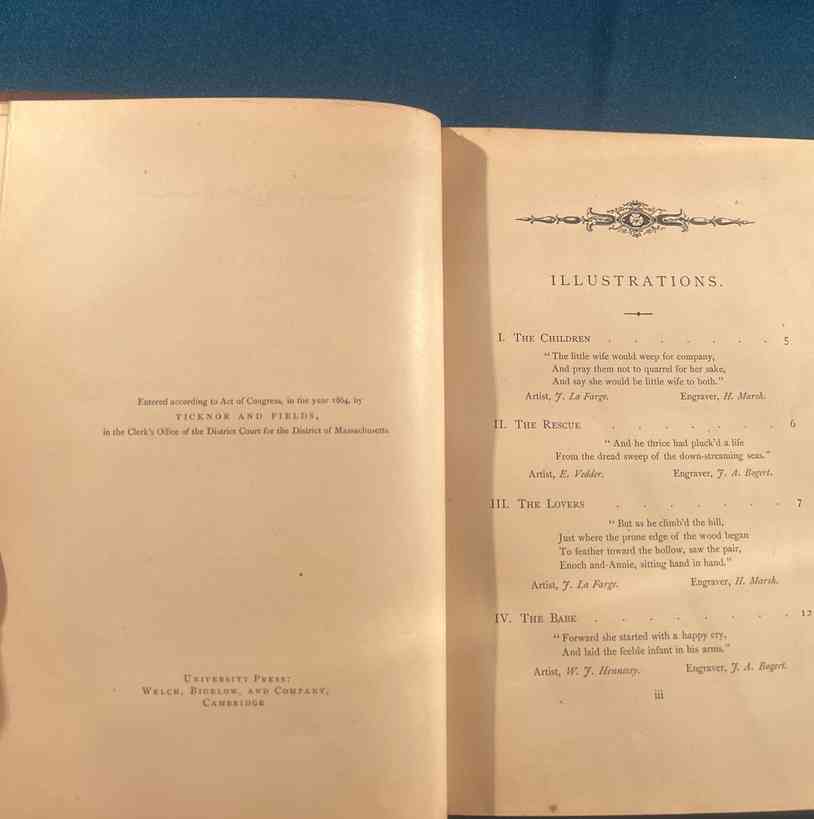 Entered according to Act of Congress, in the year 1864, by
TICKNOR AND FIELDS,
in the Clerk's Office of the District Court for the District of Massachusetts.
UNIVERSITY PRESS:
WELCH, BIGELOW, AND COMPANY,
CAMBRIDGE
ILLUSTRATIONS.
I. THE CHILDREN . . . . . . . 5
"The little wife would weep for company,
And pray them not to quarrel for her sake,
And say she would be little wife to both."
Artist, J. La Farge. Engraver, H. Marsh.
II. THE RESCUE . . . . . . . 6
"And he thrice had pluck'd a life
From the dread sweep of the down-streaming seas."
Artist, E. Vedder. Engraver, J. A. Bogert.
III. THE LOVERS . . . . . . . 7
"But as he climb'd the hill,
Just where the prone edge of the wood began
To feather toward the hollow, saw the pair,
Enoch and Annie, sitting hand in hand."
Artist, J. La Farge. Engraver, H. Marsh.
IV. THE BABE . . . . . . . . 12
"Forward she started with a happy cry,
And laid the feeble infant in his arms."
Artist, W. J. Hennessy. Engraver, J. A. Bogert.
iii